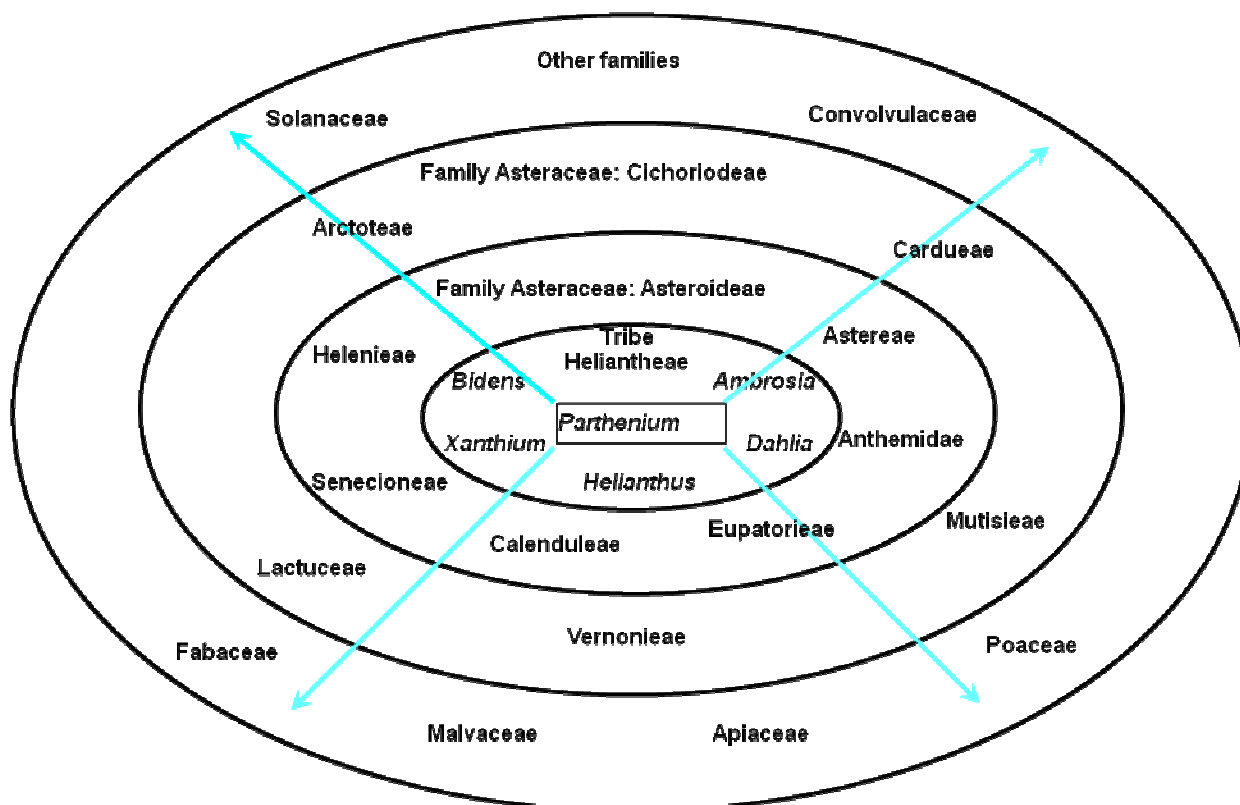 Other families
Solanaceae
Convolvulaceae
Family Asteraceae: Cichoriodeae
Arctoteae
Cardueae
Family Asteraceae: Asteroideae
Helenieae
Tribe
Heliantheae
Astereae
Bidens
Ambrosia
Parthenium
Xanthium
Dahlia
Anthemidae
Senecioneae
Helianthus
Calenduleae
Eupatorieae
Mutisieae
Lactuceae
Vernonieae
Fabaceae
Poaceae
Malvaceae
Apiaceae